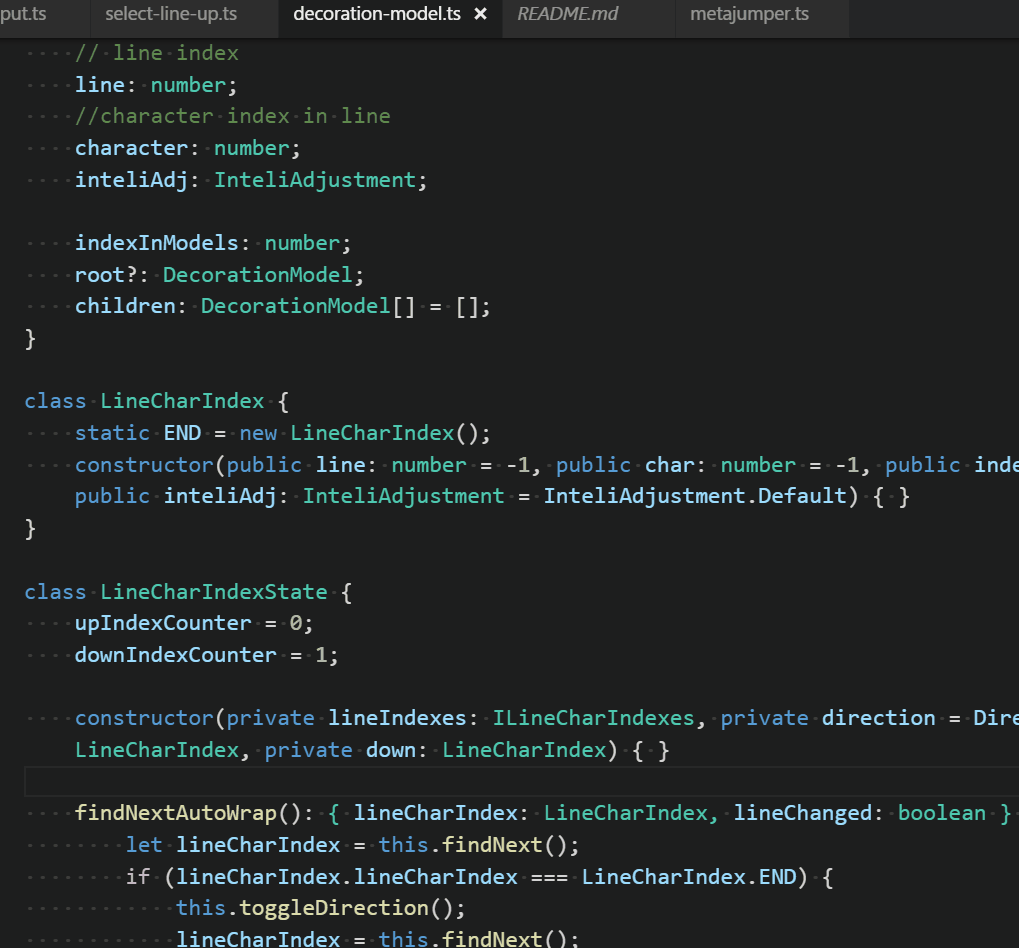 put.ts select-line-up.ts decoration-model.ts × README.md metajumper.ts
// line index
line: number;
//character index in line
character: number;
inteliAdj: InteliAdjustment;
indexInModels: number;
root?: DecorationModel;
children: DecorationModel[] = [];
}
class LineCharIndex {
static END = new LineCharIndex();
constructor(public line: number = -1, public char: number = -1, public inde
public inteliAdj: InteliAdjustment = InteliAdjustment.Default) { }
}
class LineCharIndexState {
upIndexCounter = 0;
downIndexCounter = 1;
constructor(private lineIndexes: ILineCharIndexes, private direction = Dire
LineCharIndex, private down: LineCharIndex) { }
findNextAutoWrap(): { lineCharIndex: LineCharIndex, lineChanged: boolean }
let lineCharIndex = this.findNext();
if (lineCharIndex.lineCharIndex === LineCharIndex.END) {
this.toggleDirection();
lineCharIndex = this.findNext();